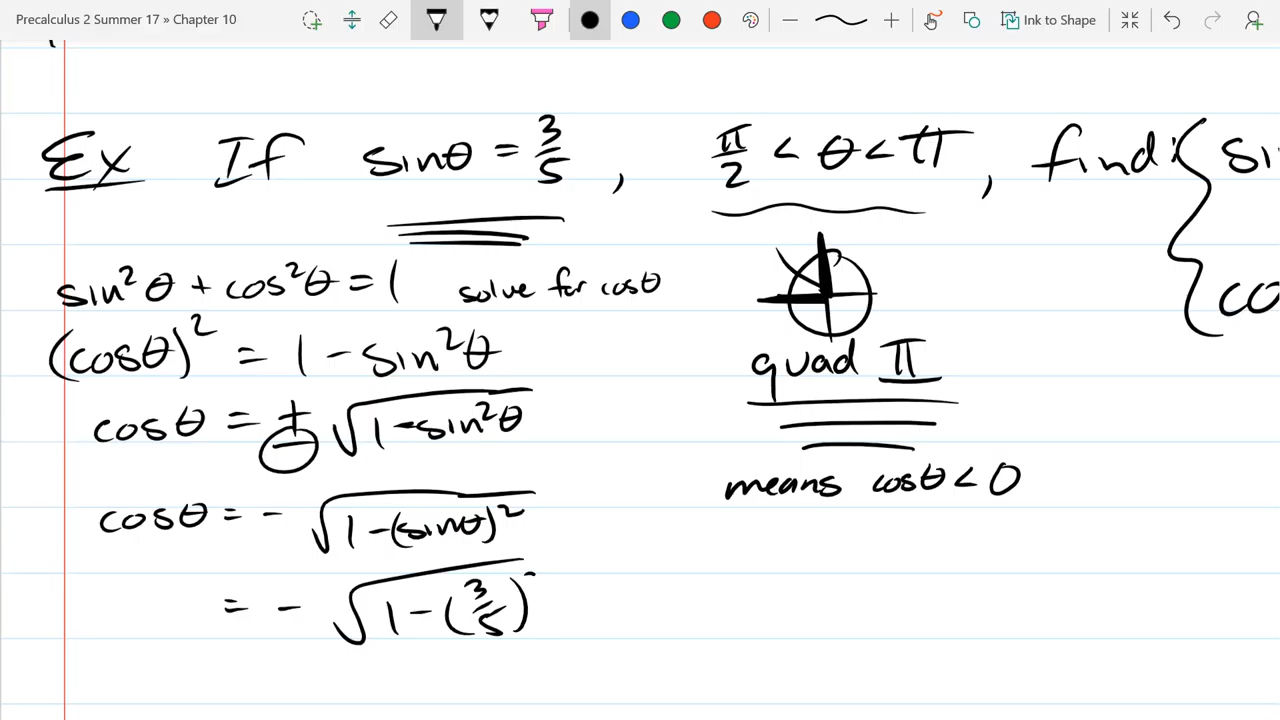 Precalculus 2 Summer 17 » Chapter 10
Ink to Shape
Ex If sinθ = 3/5, π/2 < θ < π, find: { si
co
sin²θ + cos²θ = 1 solve for cosθ
(cosθ)² = 1 - sin²θ
cosθ = ± √(1-sin²θ)
cosθ = - √(1-(sinθ)²)
= - √(1-(3/5)
quad II
means cosθ < 0